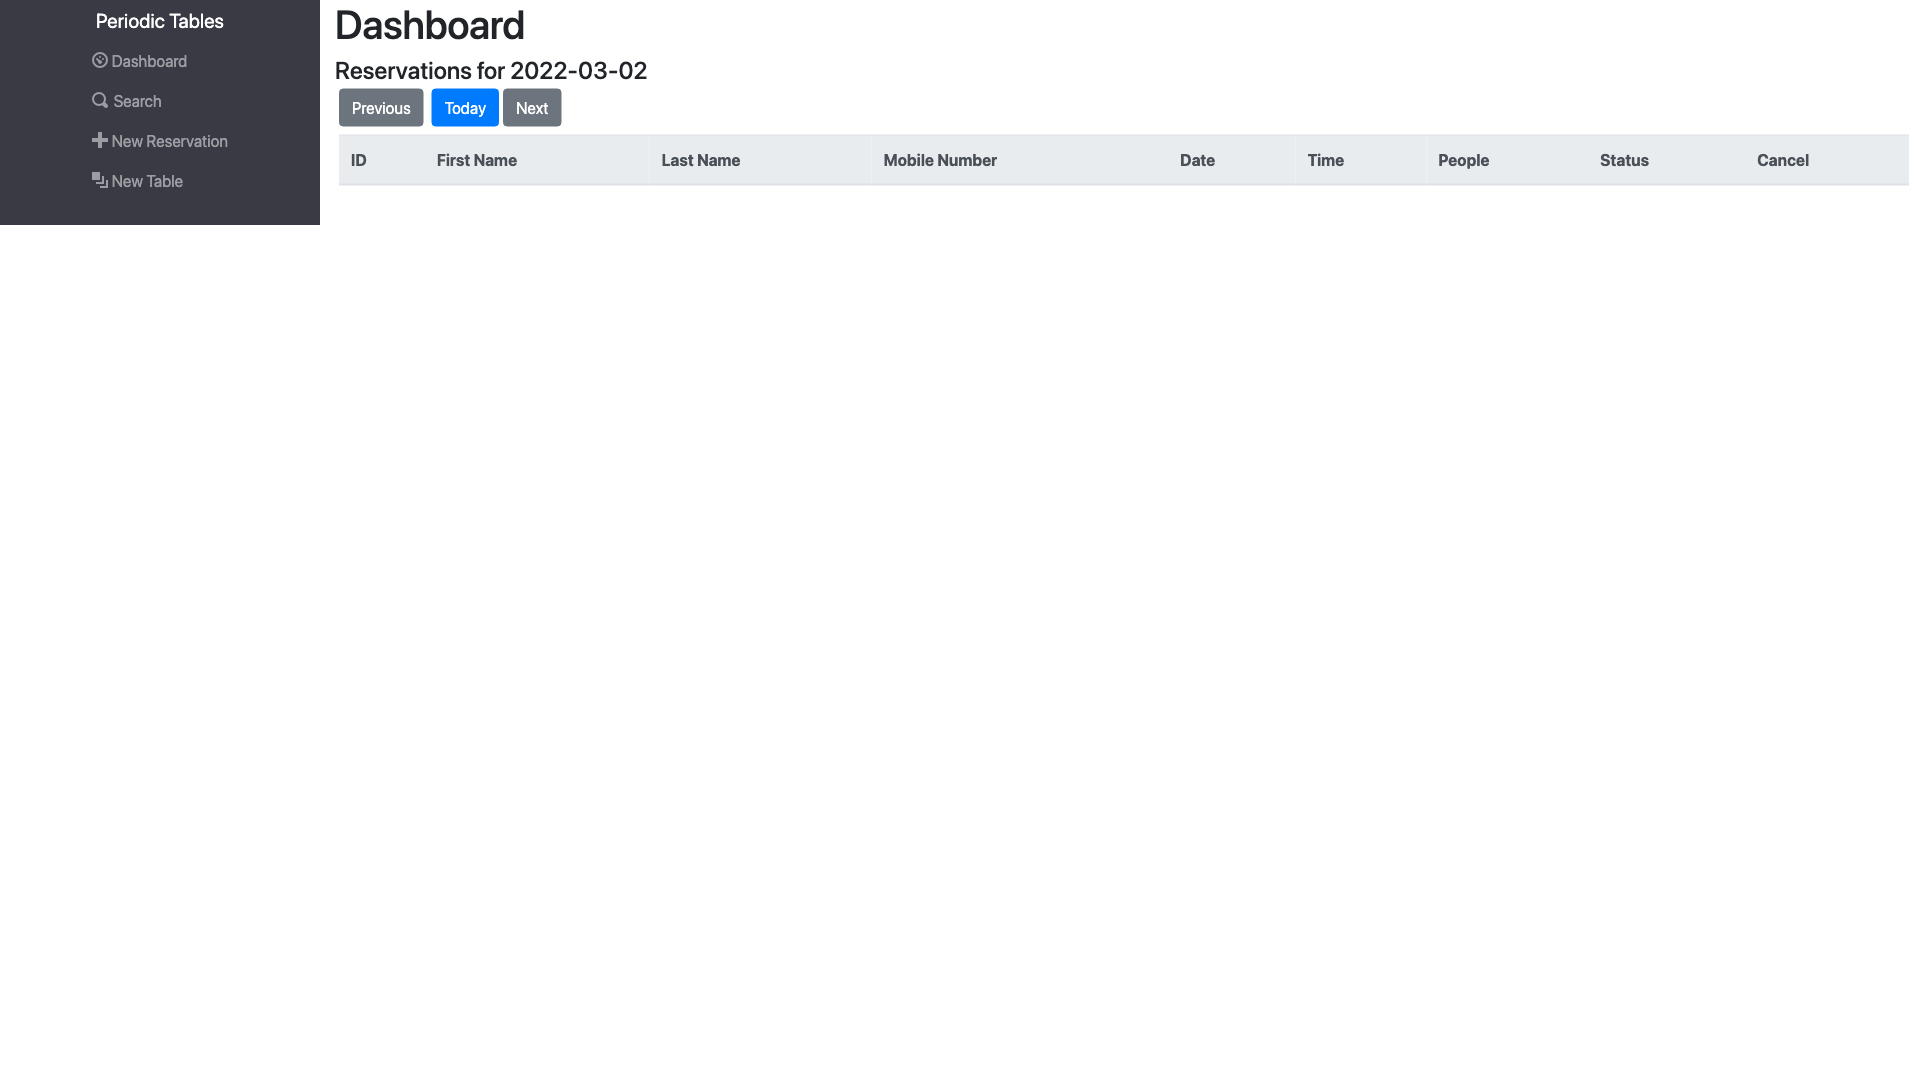 Periodic Tables
Dashboard
Search
New Reservation
New Table
Dashboard
Reservations for 2022-03-02
Previous Today Next
ID First Name Last Name Mobile Number Date Time People Status Cancel